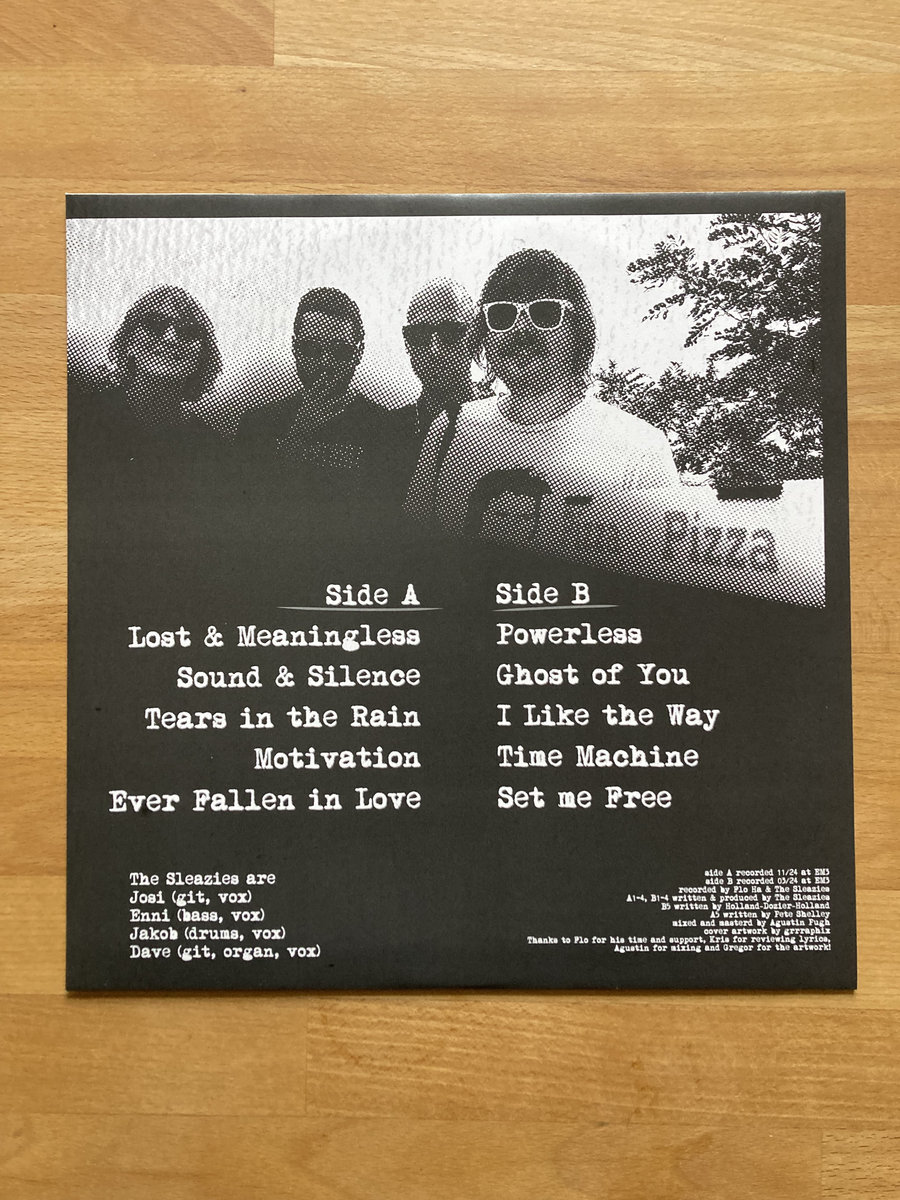 Pizza
Side A
Lost & Meaningless
Sound & Silence
Tears in the Rain
Motivation
Ever Fallen in Love
Side B
Powerless
Ghost of You
I Like the Way
Time Machine
Set me Free
The Sleazies are
Josi (git, vox)
Enni (bass, vox)
Jakob (drums, vox)
Dave (git, organ, vox)
side A recorded 11/24 at EM3
side B recorded 03/24 at EM3
recorded by Flo Ha & The Sleazies
A1-4, B1-4 written & produced by The Sleazies
B5 written by Holland-Dozier-Holland
A5 written by Pete Shelley
mixed and masterd by Agustin Pugh
cover artwork by grrraphix
Thanks to Flo for his time and support, Kris for reviewing lyrics,
Agustin for mixing and Gregor for the artwork!